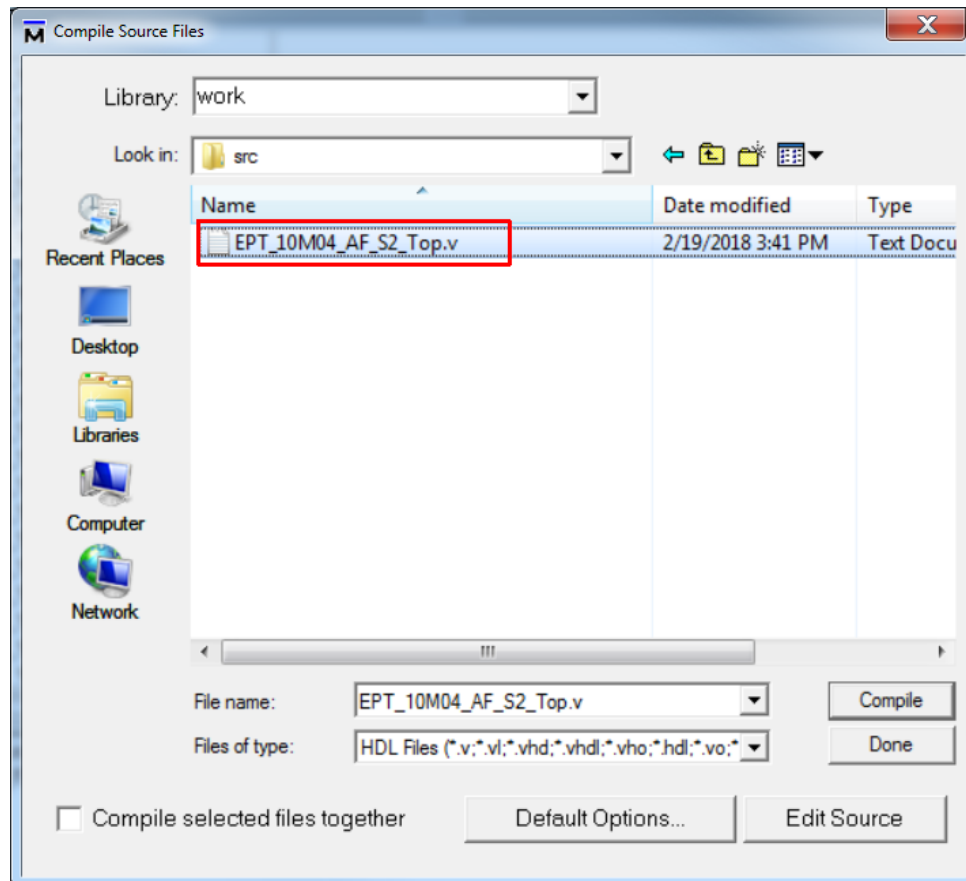 Compile Source Files
Library: work
Look in: src
Name Date modified Type
EPT_10M04_AF_S2_Top.v 2/19/2018 3:41 PM Text Docu
Recent Places
Desktop
Libraries
Computer
Network
File name: EPT_10M04_AF_S2_Top.v Compile
Files of type: HDL Files (*.v;*.vl;*.vhd;*.vhdl;*.vho;*.hdl;*.vo;* Done
Compile selected files together Default Options... Edit Source